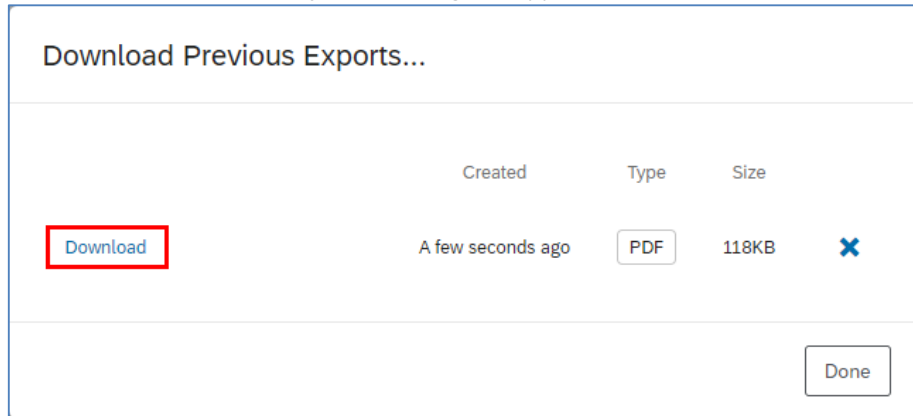 Download Previous Exports...
Created Type Size
Download A few seconds ago PDF 118KB
Done